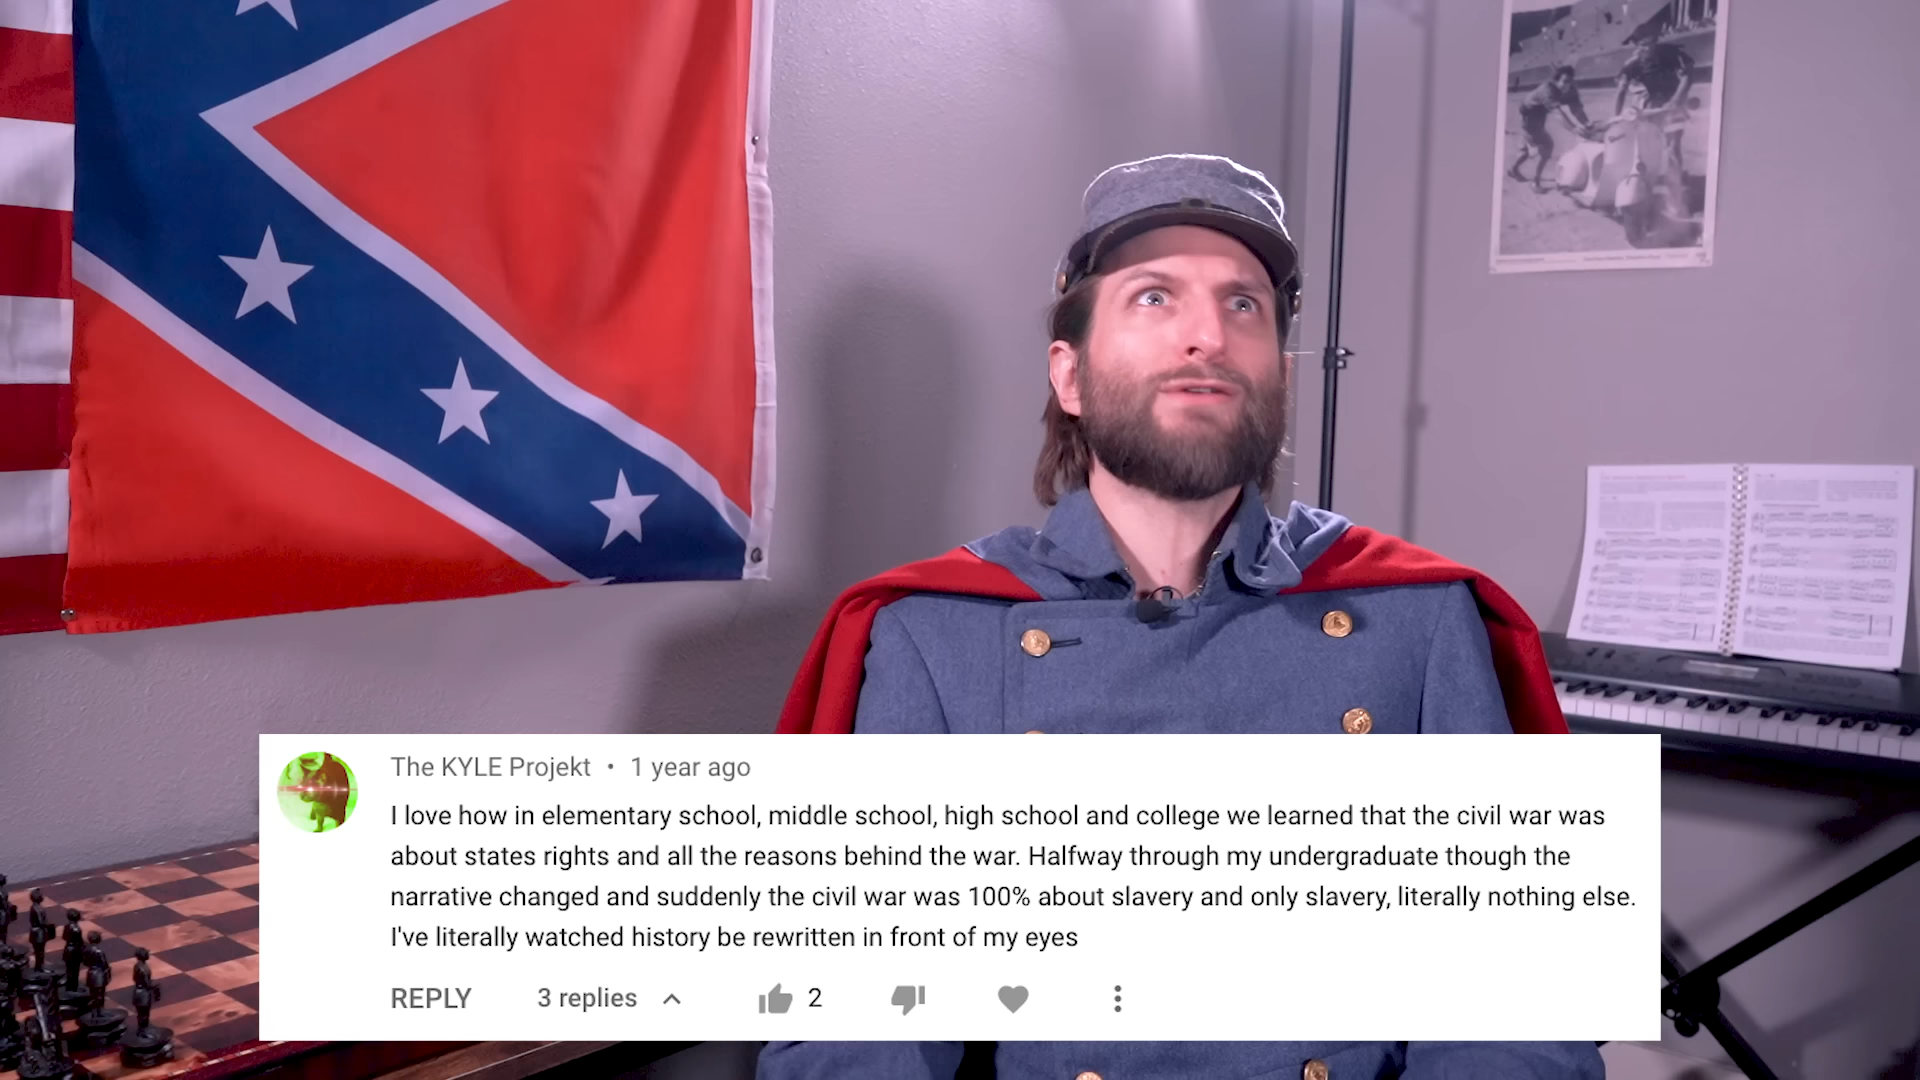 The KYLE Projekt • 1 year ago
I love how in elementary school, middle school, high school and college we learned that the civil war was
about states rights and all the reasons behind the war. Halfway through my undergraduate though the
narrative changed and suddenly the civil war was 100% about slavery and only slavery, literally nothing else.
I've literally watched history be rewritten in front of my eyes
REPLY 3 replies 2